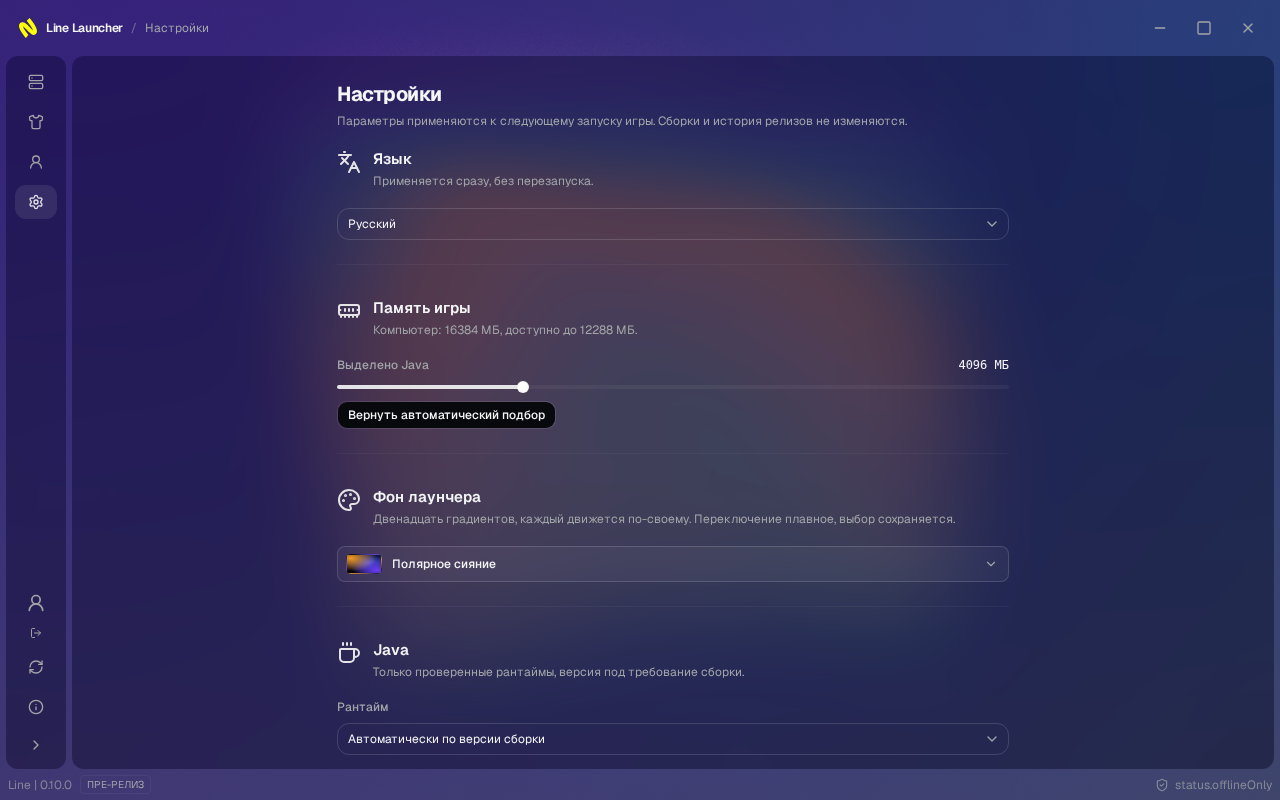 Line Launcher / Настройки
Настройки
Параметры применяются к следующему запуску игры. Сборки и история релизов не изменяются.
Язык
Применяется сразу, без перезапуска.
Русский
Память игры
Компьютер: 16384 МБ, доступно до 12288 МБ.
Выделено Java 4096 МБ
Вернуть автоматический подбор
Фон лаунчера
Двенадцать градиентов, каждый движется по-своему. Переключение плавное, выбор сохраняется.
Полярное сияние
Java
Только проверенные рантаймы, версия под требование сборки.
Рантайм
Автоматически по версии сборки
Line | 0.10.0 ПРЕ-РЕЛИЗ status.offlineOnly